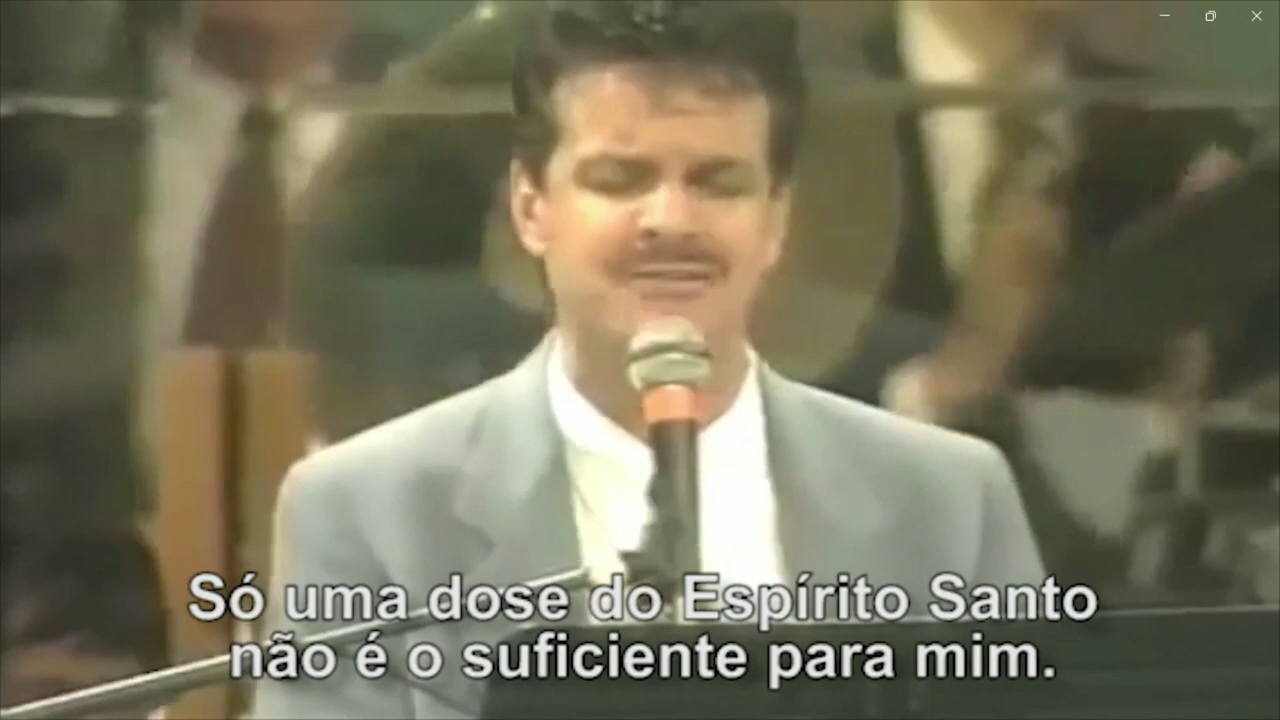 Só uma dose do Espírito Santo
não é o suficiente para mim.